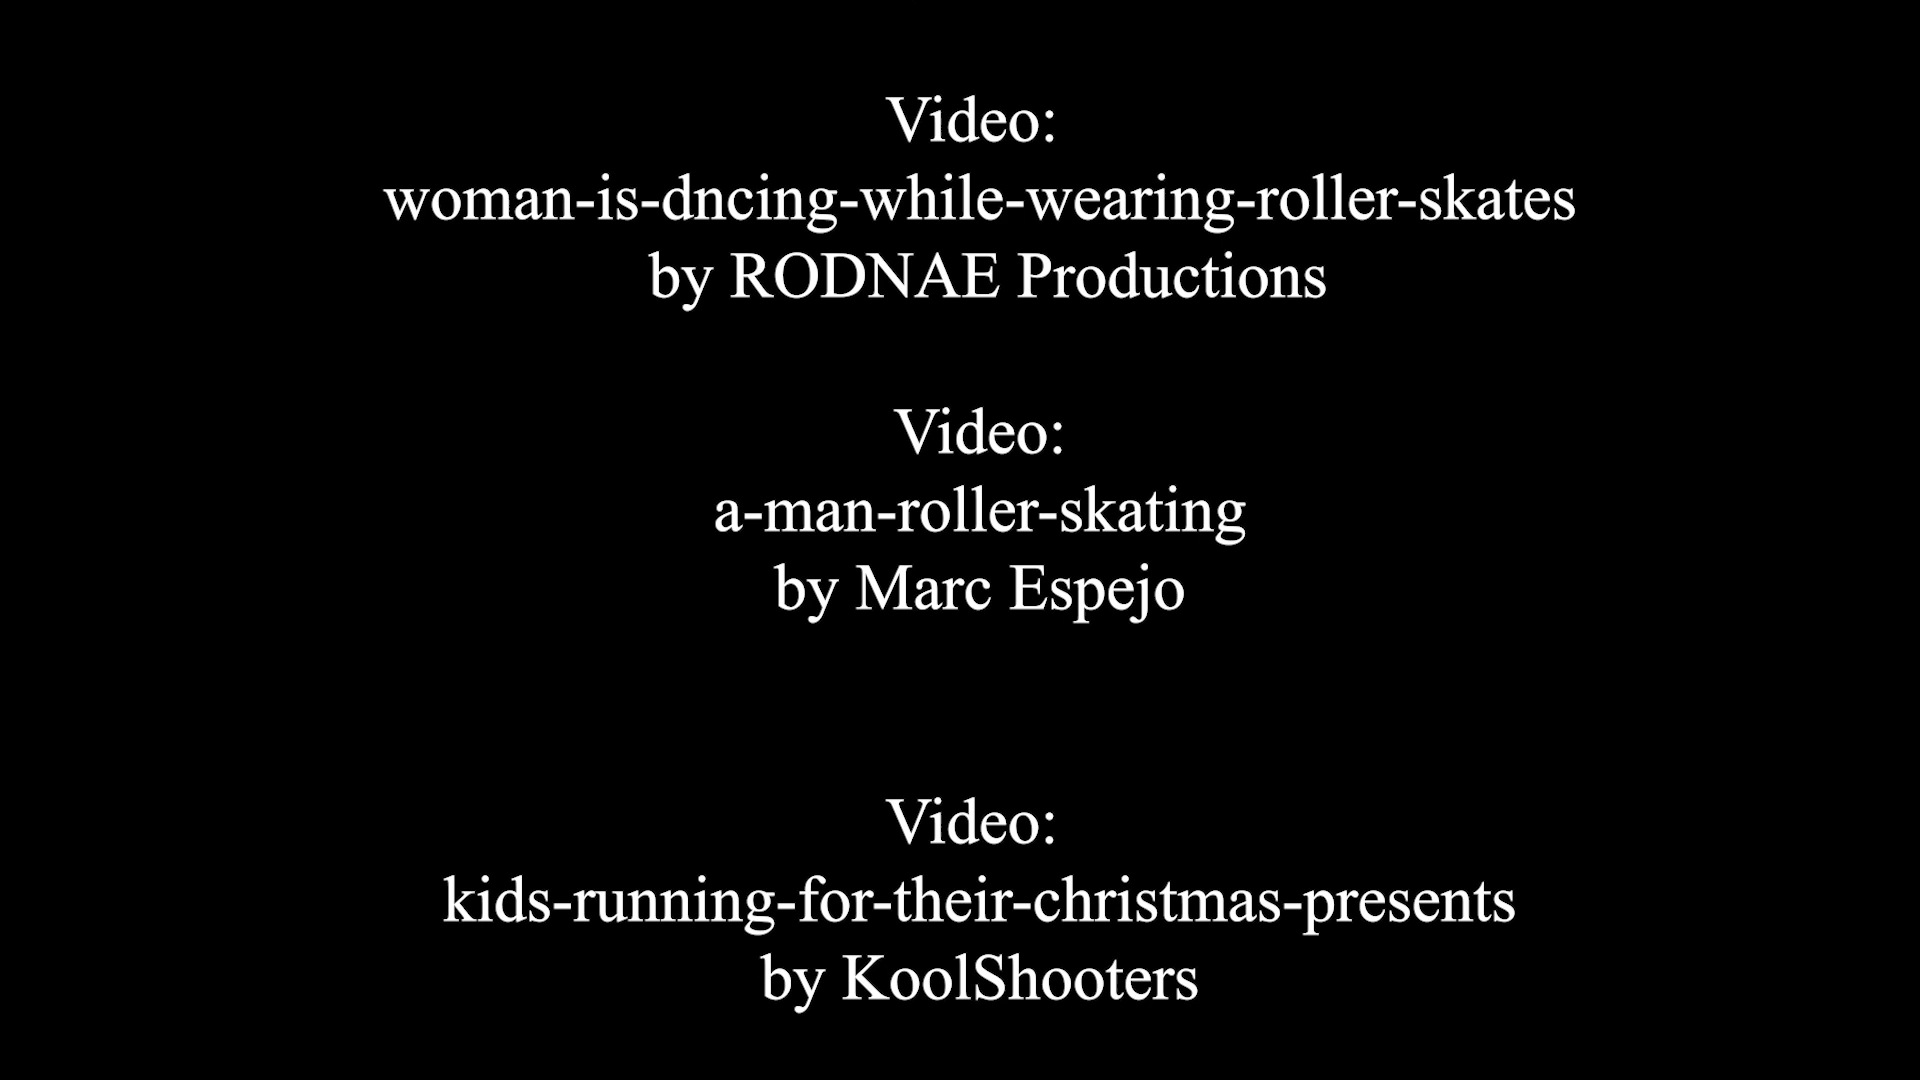 Video:
woman-is-dncing-while-wearing-roller-skates
by RODNAE Productions
Video:
a-man-roller-skating
by Marc Espejo
Video:
kids-running-for-their-christmas-presents
by KoolShooters